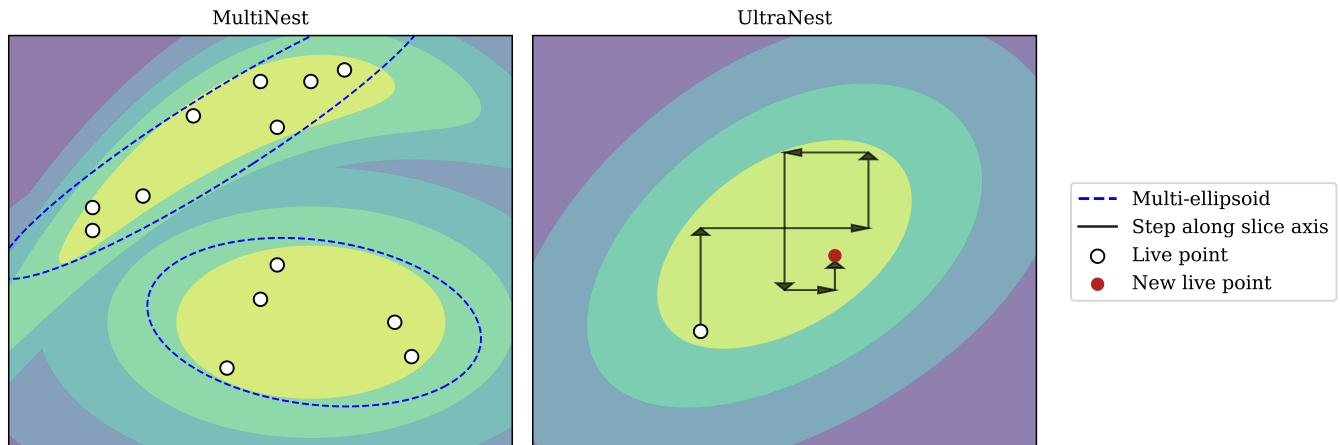 MultiNest
UltraNest
Multi-ellipsoid
Step along slice axis
Live point
New live point